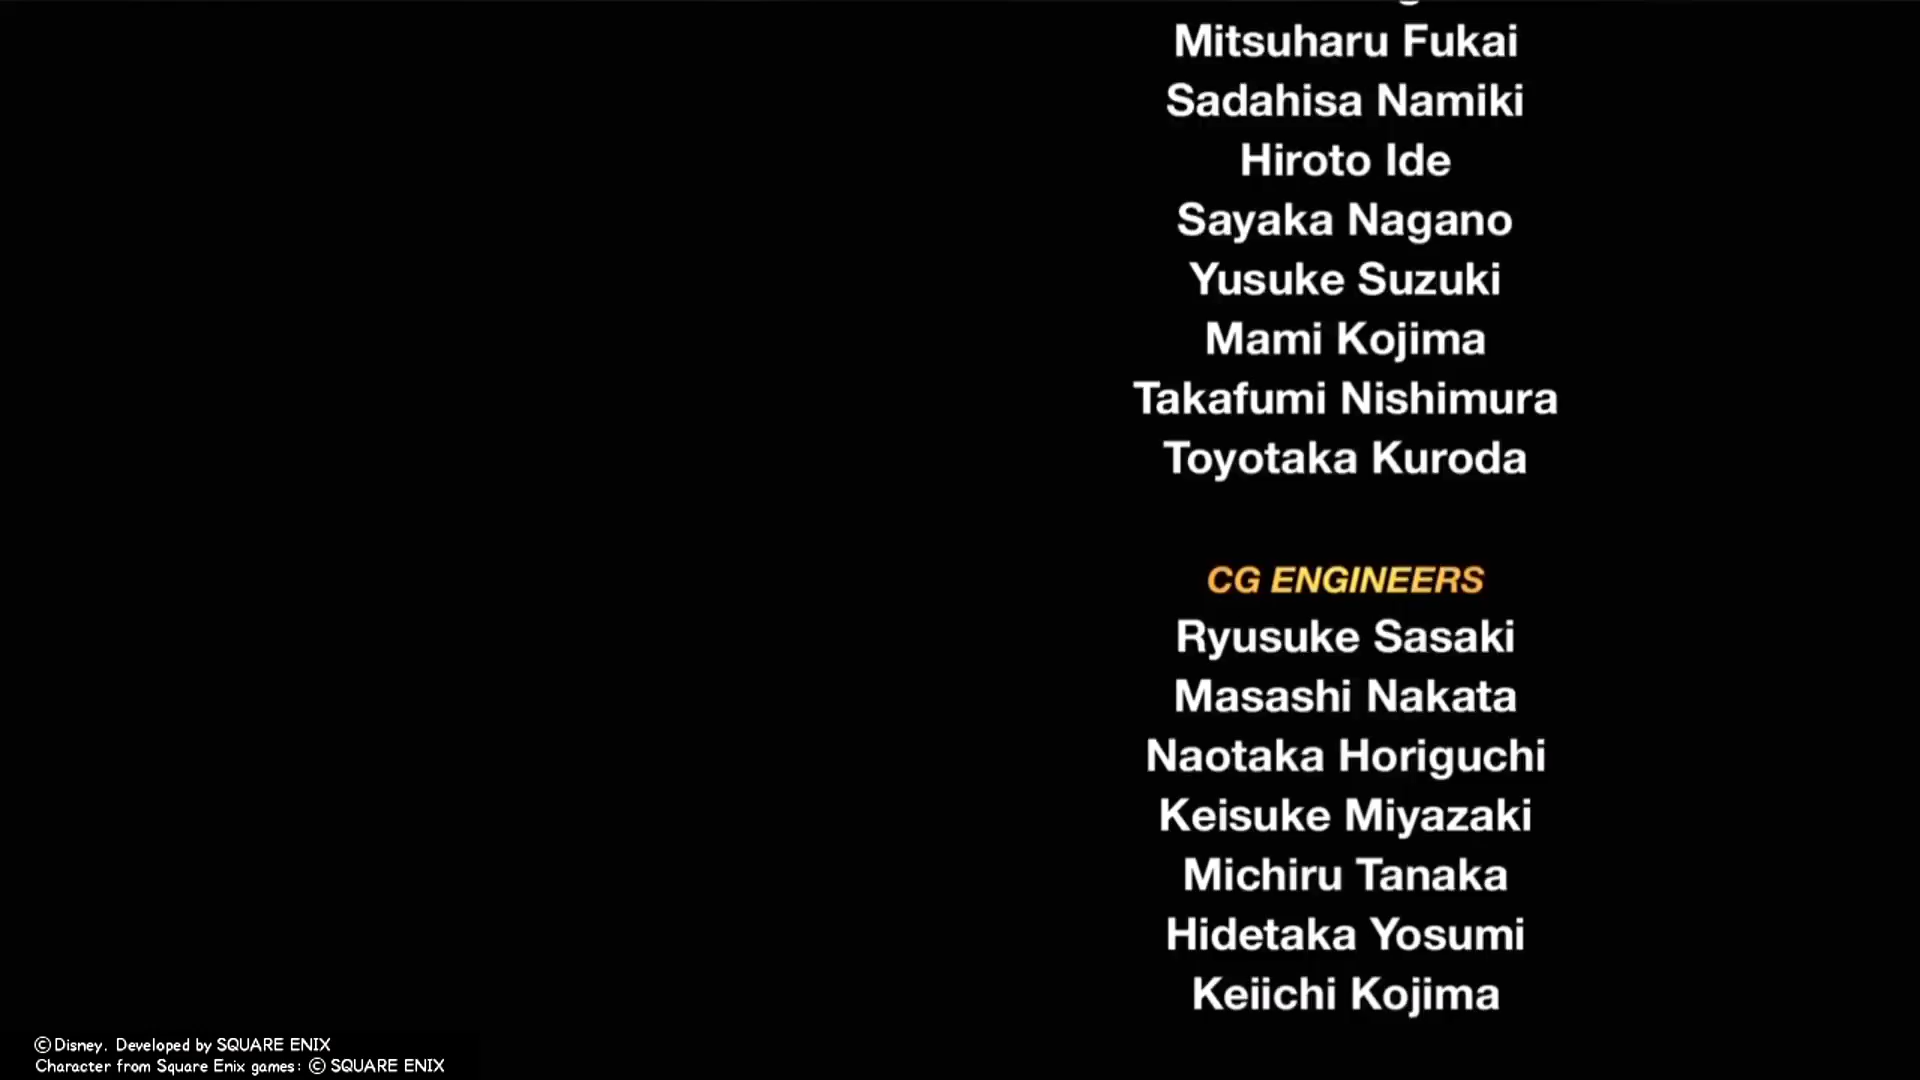 Mitsuharu Fukai
Sadahisa Namiki
Hiroto Ide
Sayaka Nagano
Yusuke Suzuki
Mami Kojima
Takafumi Nishimura
Toyotaka Kuroda
CG ENGINEERS
Ryusuke Sasaki
Masashi Nakata
Naotaka Horiguchi
Keisuke Miyazaki
Michiru Tanaka
Hidetaka Yosumi
Keiichi Kojima
©Disney. Developed by SQUARE ENIX
Character from Square Enix games: © SQUARE ENIX